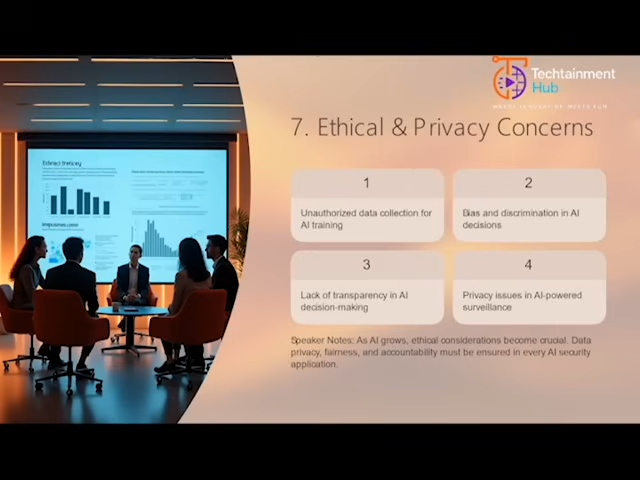 Techtainment
Hub
7. Ethical & Privacy Concerns
1
Unauthorized data collection for
AI training
2
Bias and discrimination in AI
decisions
3
Lack of transparency in AI
decision-making
4
Privacy issues in AI-powered
surveillance
Speaker Notes: As AI grows, ethical considerations become crucial. Data
privacy, fairness, and accountability must be ensured in every AI security
application.